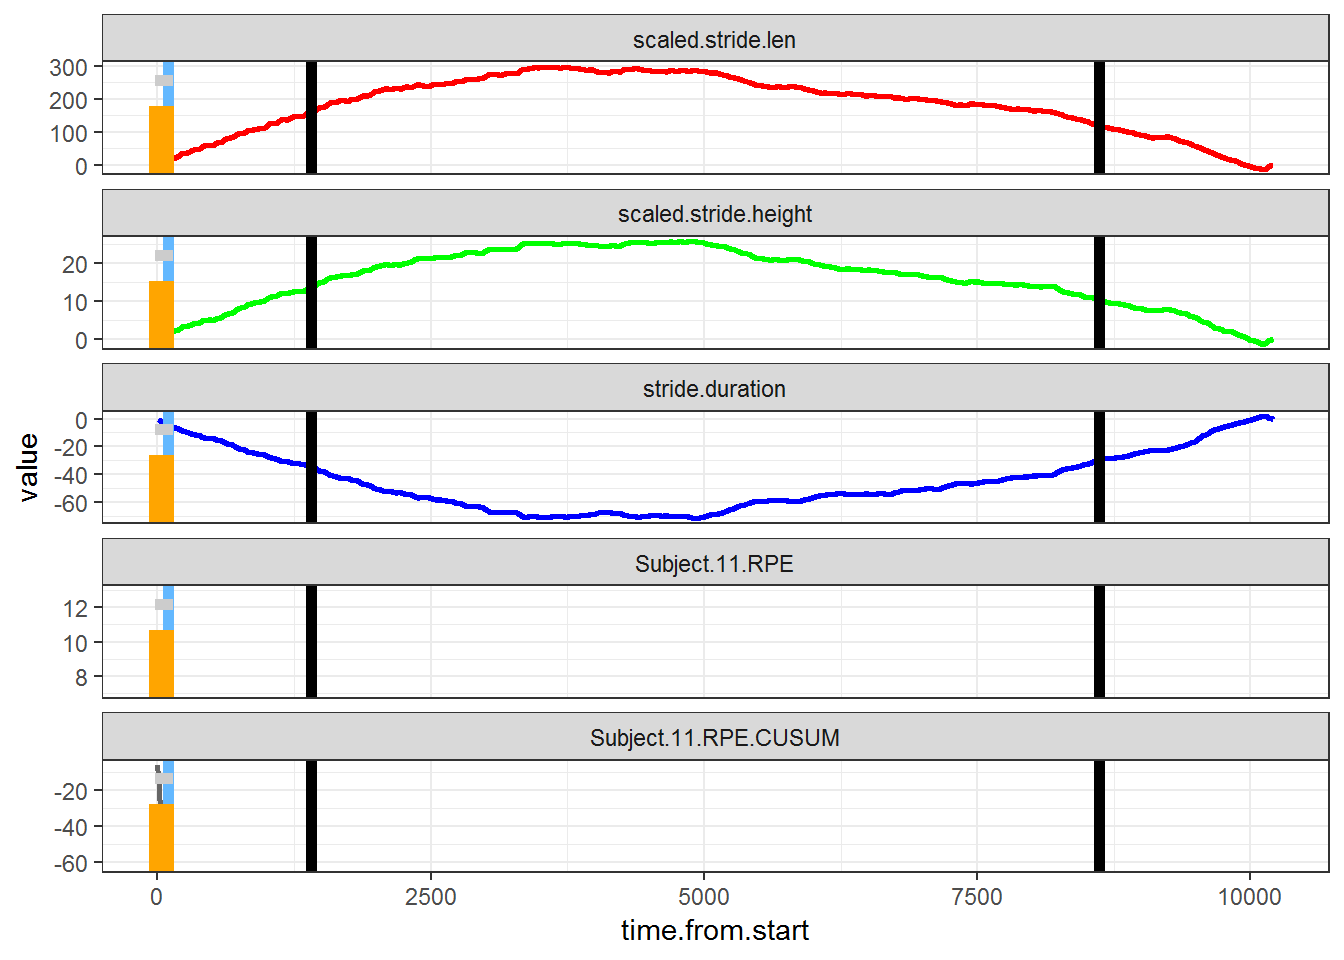 scaled.stride.len
300
200
100
0
scaled.stride.height
20
10
0
stride.duration
0
-20
-40
-60
value
Subject.11.RPE
12
10
8
Subject.11.RPE.CUSUM
-20
-40
-60
0 2500 5000 7500 10000
time.from.start